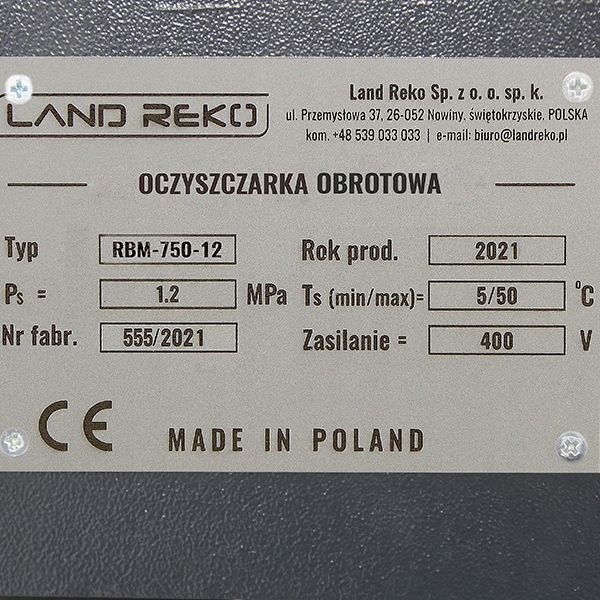 LAND REKO
Land Reko Sp. z o. o. sp. k.
ul. Przemysłowa 37, 26-052 Nowiny, świętokrzyskie, POLSKA
kom. +48 539 033 033 | e-mail: biuro@landreko.pl
OCZYSZCZARKA OBROTOWA
Typ RBM-750-12 Rok prod. 2021
Ps = 1.2 MPa Ts (min/max)= 5/50 °C
Nr fabr. 555/2021 Zasilanie = 400 V
CE MADE IN POLAND